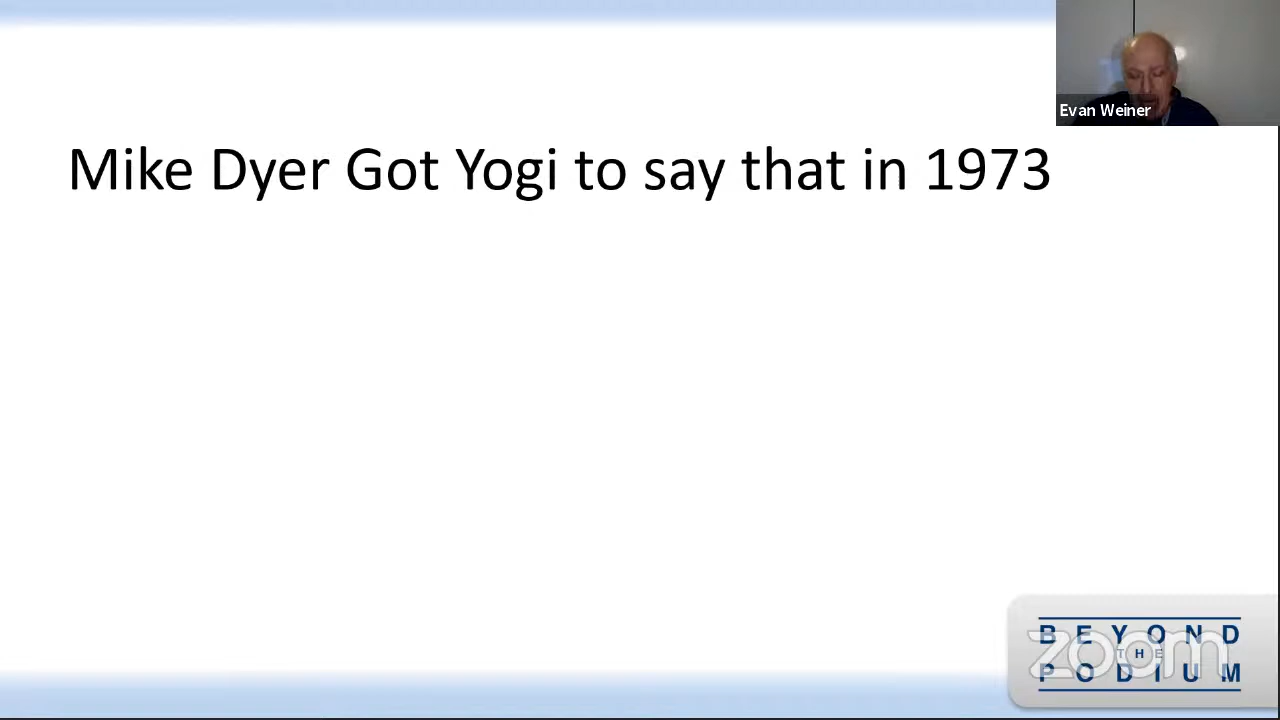 Evan Weiner
Mike Dyer Got Yogi to say that in 1973
BEYOND
THE
PODIUM
zoom